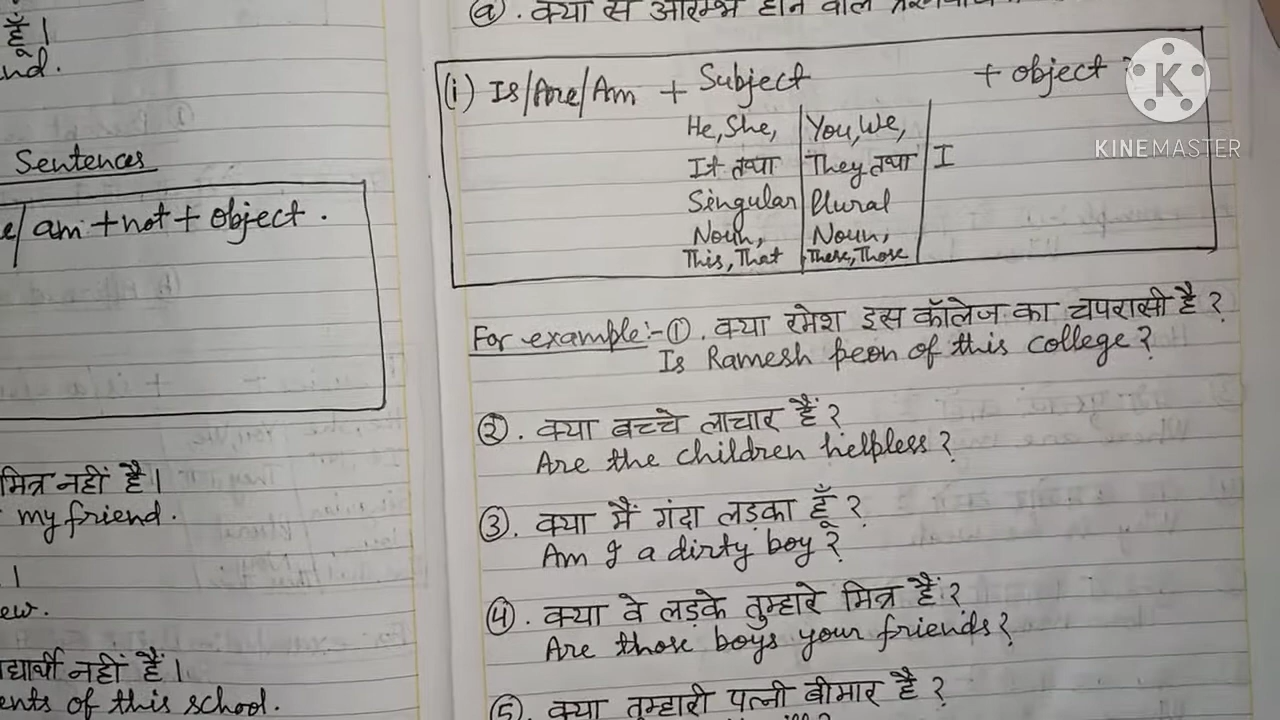 हूँ।
nd.
Sentences
e/ am + not + object.
मित्र नहीं है।
my friend.
।
ew.
द्यार्थी नहीं हैं।
ents of this school.
(a). क्या से आरम्भ होने वाले
(i) Is/Are/Am + Subject + object ?
He, She, You, We,
It तथा They तथा I
Singular Plural
Noun, Noun,
This, That These, Those
For example:- ①. क्या रमेश इस कॉलेज का चपरासी है ?
Is Ramesh peon of this college ?
②. क्या बच्चे लाचार हैं ?
Are the children helpless ?
③. क्या मैं गंदा लड़का हूँ ?
Am I a dirty boy ?
④. क्या वे लड़के तुम्हारे मित्र हैं ?
Are those boys your friends ?
⑤. क्या तुम्हारी पत्नी बीमार है ?
K
KINEMASTER